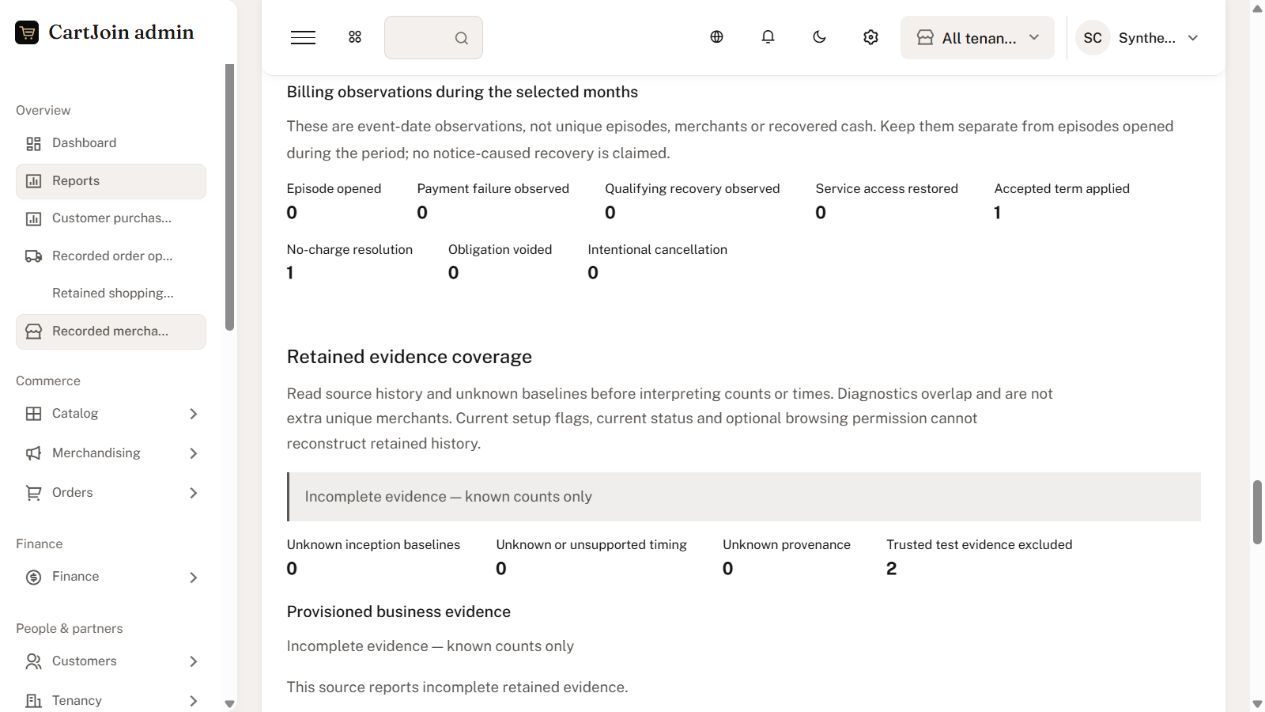 CartJoin admin
All tenan...
SC
Synthe...
Overview
Dashboard
Reports
Customer purchas...
Recorded order op...
Retained shopping...
Recorded mercha...
Commerce
Catalog
Merchandising
Orders
Finance
Finance
People & partners
Customers
Tenancy
Billing observations during the selected months
These are event-date observations, not unique episodes, merchants or recovered cash. Keep them separate from episodes opened
during the period; no notice-caused recovery is claimed.
Episode opened
0
Payment failure observed
0
Qualifying recovery observed
0
Service access restored
0
Accepted term applied
1
No-charge resolution
1
Obligation voided
0
Intentional cancellation
0
Retained evidence coverage
Read source history and unknown baselines before interpreting counts or times. Diagnostics overlap and are not
extra unique merchants. Current setup flags, current status and optional browsing permission cannot
reconstruct retained history.
Incomplete evidence — known counts only
Unknown inception baselines
0
Unknown or unsupported timing
0
Unknown provenance
0
Trusted test evidence excluded
2
Provisioned business evidence
Incomplete evidence — known counts only
This source reports incomplete retained evidence.